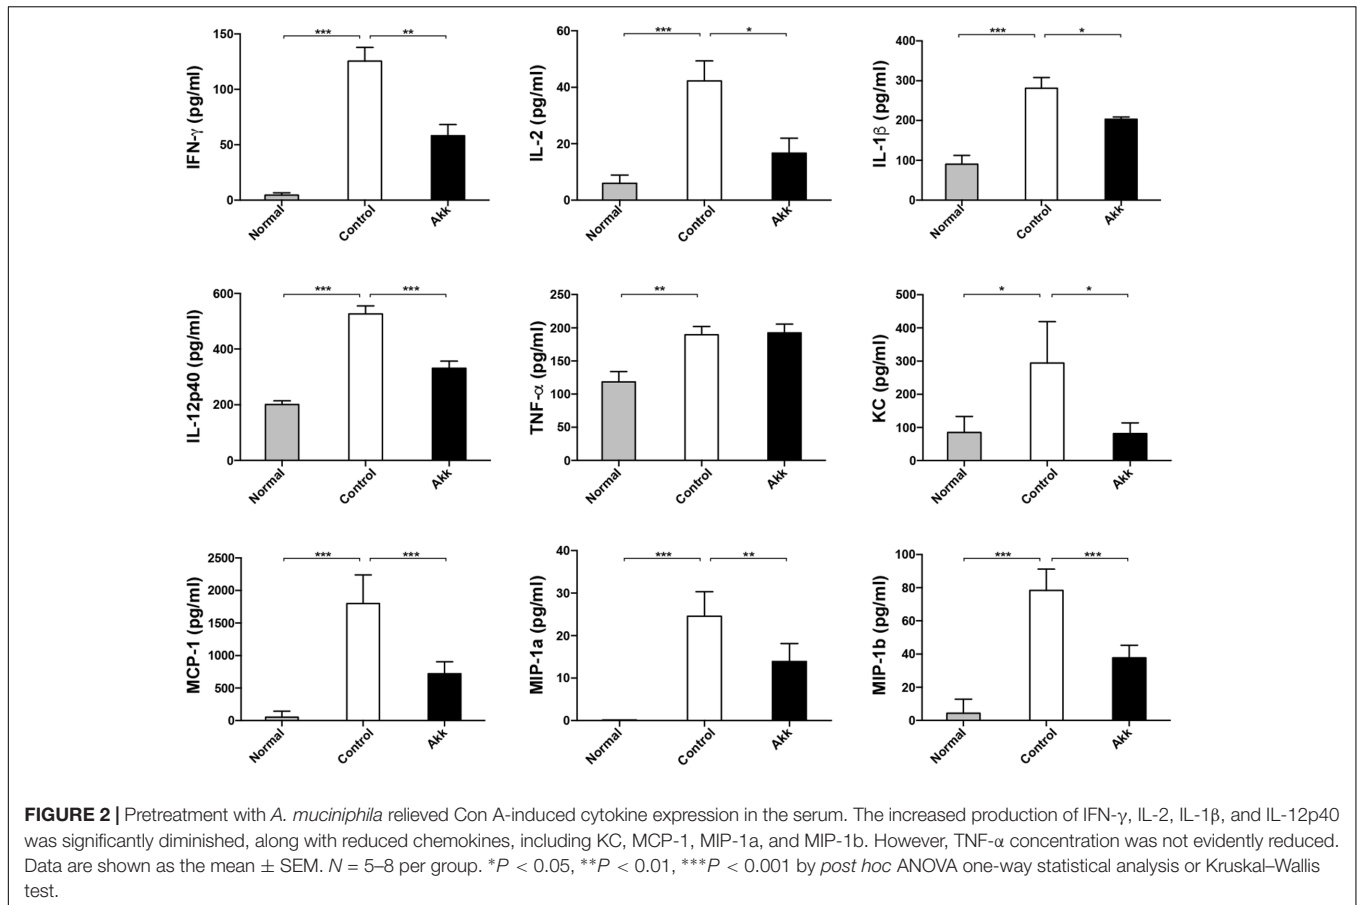 *** **
IFN-γ (pg/ml)
150
100
50
0
Normal Control Akk
*** *
IL-2 (pg/ml)
60
40
20
0
Normal Control Akk
*** *
IL-1β (pg/ml)
400
300
200
100
0
Normal Control Akk
*** ***
IL-12p40 (pg/ml)
600
400
200
0
Normal Control Akk
**
TNF-α (pg/ml)
250
200
150
100
50
0
Normal Control Akk
* *
KC (pg/ml)
500
400
300
200
100
0
Normal Control Akk
*** ***
MCP-1 (pg/ml)
2500
2000
1500
1000
500
0
Normal Control Akk
*** **
MIP-1a (pg/ml)
40
30
20
10
0
Normal Control Akk
*** ***
MIP-1b (pg/ml)
100
80
60
40
20
0
Normal Control Akk
FIGURE 2 | Pretreatment with A. muciniphila relieved Con A-induced cytokine expression in the serum. The increased production of IFN-γ, IL-2, IL-1β, and IL-12p40
was significantly diminished, along with reduced chemokines, including KC, MCP-1, MIP-1a, and MIP-1b. However, TNF-α concentration was not evidently reduced.
Data are shown as the mean ± SEM. N = 5–8 per group. *P < 0.05, **P < 0.01, ***P < 0.001 by post hoc ANOVA one-way statistical analysis or Kruskal–Wallis
test.